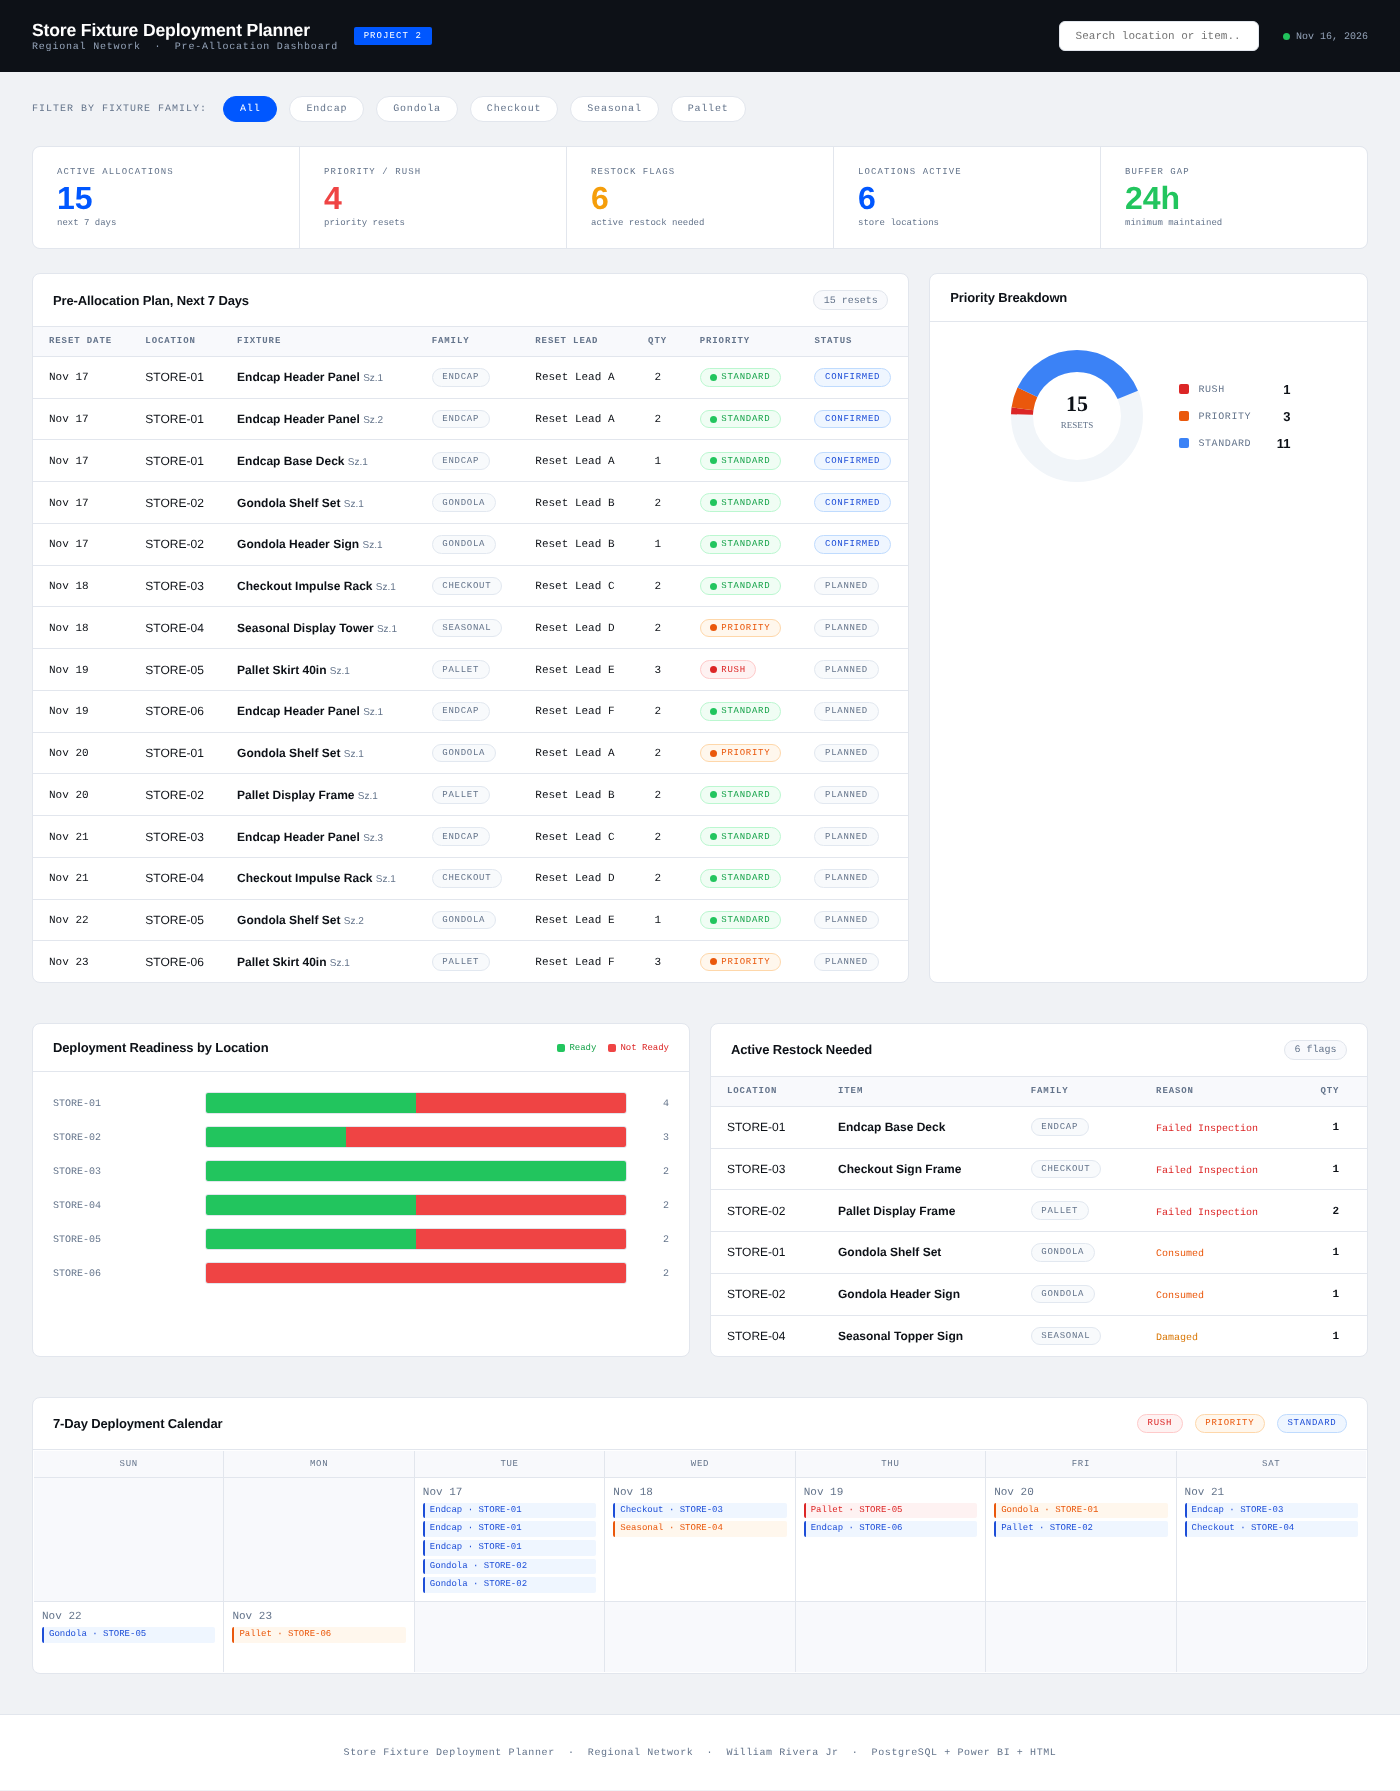 Store Fixture Deployment Planner
Regional Network · Pre-Allocation Dashboard
PROJECT 2
Search location or item..
Nov 16, 2026
FILTER BY FIXTURE FAMILY: All Endcap Gondola Checkout Seasonal Pallet
ACTIVE ALLOCATIONS
15
next 7 days
PRIORITY / RUSH
4
priority resets
RESTOCK FLAGS
6
active restock needed
LOCATIONS ACTIVE
6
store locations
BUFFER GAP
24h
minimum maintained
Pre-Allocation Plan, Next 7 Days 15 resets
RESET DATE LOCATION FIXTURE FAMILY RESET LEAD QTY PRIORITY STATUS
Nov 17 STORE-01 Endcap Header Panel Sz.1 ENDCAP Reset Lead A 2 STANDARD CONFIRMED
Nov 17 STORE-01 Endcap Header Panel Sz.2 ENDCAP Reset Lead A 2 STANDARD CONFIRMED
Nov 17 STORE-01 Endcap Base Deck Sz.1 ENDCAP Reset Lead A 1 STANDARD CONFIRMED
Nov 17 STORE-02 Gondola Shelf Set Sz.1 GONDOLA Reset Lead B 2 STANDARD CONFIRMED
Nov 17 STORE-02 Gondola Header Sign Sz.1 GONDOLA Reset Lead B 1 STANDARD CONFIRMED
Nov 18 STORE-03 Checkout Impulse Rack Sz.1 CHECKOUT Reset Lead C 2 STANDARD PLANNED
Nov 18 STORE-04 Seasonal Display Tower Sz.1 SEASONAL Reset Lead D 2 PRIORITY PLANNED
Nov 19 STORE-05 Pallet Skirt 40in Sz.1 PALLET Reset Lead E 3 RUSH PLANNED
Nov 19 STORE-06 Endcap Header Panel Sz.1 ENDCAP Reset Lead F 2 STANDARD PLANNED
Nov 20 STORE-01 Gondola Shelf Set Sz.1 GONDOLA Reset Lead A 2 PRIORITY PLANNED
Nov 20 STORE-02 Pallet Display Frame Sz.1 PALLET Reset Lead B 2 STANDARD PLANNED
Nov 21 STORE-03 Endcap Header Panel Sz.3 ENDCAP Reset Lead C 2 STANDARD PLANNED
Nov 21 STORE-04 Checkout Impulse Rack Sz.1 CHECKOUT Reset Lead D 2 STANDARD PLANNED
Nov 22 STORE-05 Gondola Shelf Set Sz.2 GONDOLA Reset Lead E 1 STANDARD PLANNED
Nov 23 STORE-06 Pallet Skirt 40in Sz.1 PALLET Reset Lead F 3 PRIORITY PLANNED
Priority Breakdown
15
RESETS
RUSH 1
PRIORITY 3
STANDARD 11
Deployment Readiness by Location Ready Not Ready
STORE-01 4
STORE-02 3
STORE-03 2
STORE-04 2
STORE-05 2
STORE-06 2
Active Restock Needed 6 flags
LOCATION ITEM FAMILY REASON QTY
STORE-01 Endcap Base Deck ENDCAP Failed Inspection 1
STORE-03 Checkout Sign Frame CHECKOUT Failed Inspection 1
STORE-02 Pallet Display Frame PALLET Failed Inspection 2
STORE-01 Gondola Shelf Set GONDOLA Consumed 1
STORE-02 Gondola Header Sign GONDOLA Consumed 1
STORE-04 Seasonal Topper Sign SEASONAL Damaged 1
7-Day Deployment Calendar RUSH PRIORITY STANDARD
SUN MON TUE WED THU FRI SAT
Nov 17
Endcap · STORE-01
Endcap · STORE-01
Endcap · STORE-01
Gondola · STORE-02
Gondola · STORE-02
Nov 18
Checkout · STORE-03
Seasonal · STORE-04
Nov 19
Pallet · STORE-05
Endcap · STORE-06
Nov 20
Gondola · STORE-01
Pallet · STORE-02
Nov 21
Endcap · STORE-03
Checkout · STORE-04
Nov 22
Gondola · STORE-05
Nov 23
Pallet · STORE-06
Store Fixture Deployment Planner · Regional Network · William Rivera Jr · PostgreSQL + Power BI + HTML